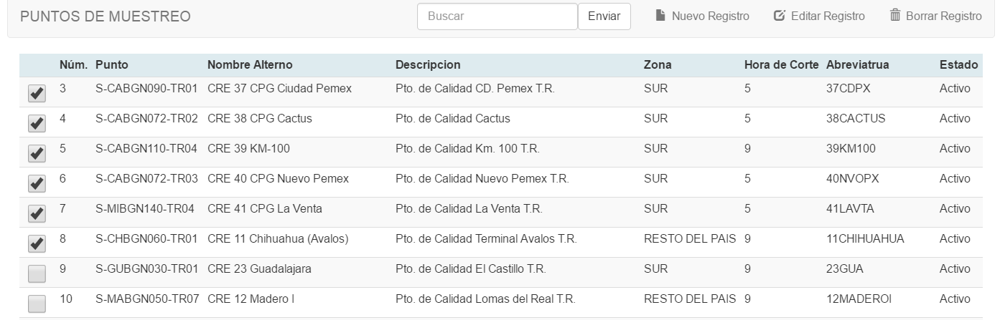 PUNTOS DE MUESTREO Buscar Enviar Nuevo Registro Editar Registro Borrar Registro
Núm. Punto Nombre Alterno Descripcion Zona Hora de Corte Abreviatrua Estado
3 S-CABGN090-TR01 CRE 37 CPG Ciudad Pemex Pto. de Calidad CD. Pemex T.R. SUR 5 37CDPX Activo
4 S-CABGN072-TR02 CRE 38 CPG Cactus Pto. de Calidad Cactus SUR 5 38CACTUS Activo
5 S-CABGN110-TR04 CRE 39 KM-100 Pto. de Calidad Km. 100 T.R. SUR 9 39KM100 Activo
6 S-CABGN072-TR03 CRE 40 CPG Nuevo Pemex Pto. de Calidad Nuevo Pemex T.R. SUR 5 40NVOPX Activo
7 S-MIBGN140-TR04 CRE 41 CPG La Venta Pto. de Calidad La Venta T.R. SUR 5 41LAVTA Activo
8 S-CHBGN060-TR01 CRE 11 Chihuahua (Avalos) Pto. de Calidad Terminal Avalos T.R. RESTO DEL PAIS 9 11CHIHUAHUA Activo
9 S-GUBGN030-TR01 CRE 23 Guadalajara Pto. de Calidad El Castillo T.R. SUR 9 23GUA Activo
10 S-MABGN050-TR07 CRE 12 Madero I Pto. de Calidad Lomas del Real T.R. RESTO DEL PAIS 9 12MADEROI Activo